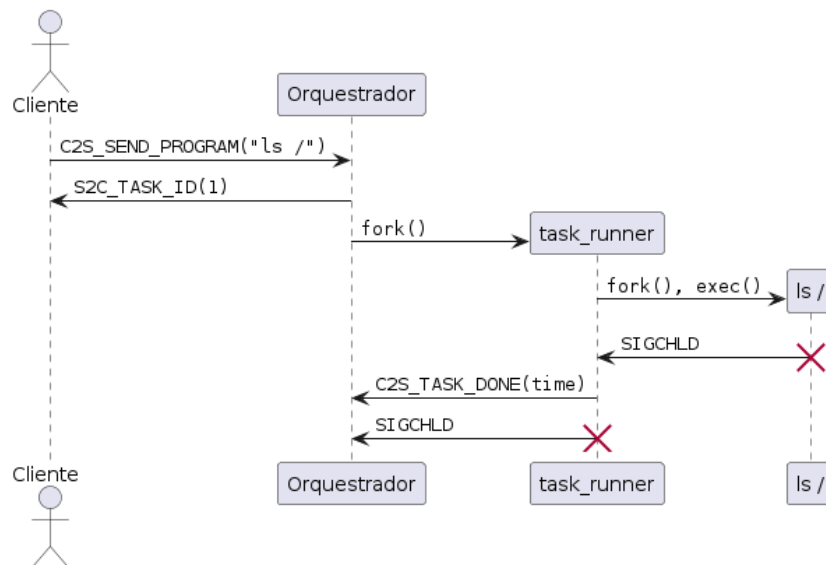 Cliente
Orquestrador
C2S_SEND_PROGRAM("ls /")
S2C_TASK_ID(1)
fork()
task_runner
fork(), exec()
ls /
SIGCHLD
C2S_TASK_DONE(time)
SIGCHLD
Cliente
Orquestrador
task_runner
ls /